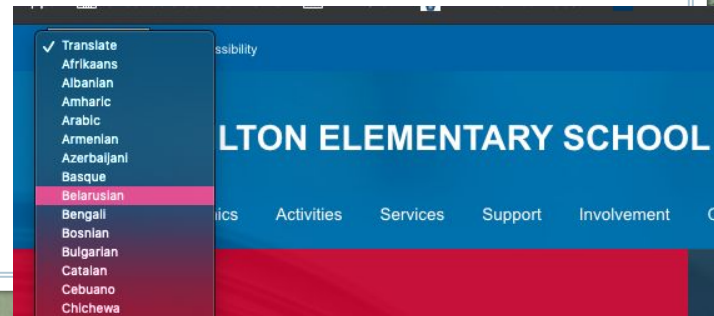 ✓ Translate
ssibility
Afrikaans
Albanian
Amharic
Arabic
Armenian
Azerbaijani
Basque
Belarusian
Bengali
Bosnian
Bulgarian
Catalan
Cebuano
Chichewa
LTON ELEMENTARY SCHOOL
ics Activities Services Support Involvement